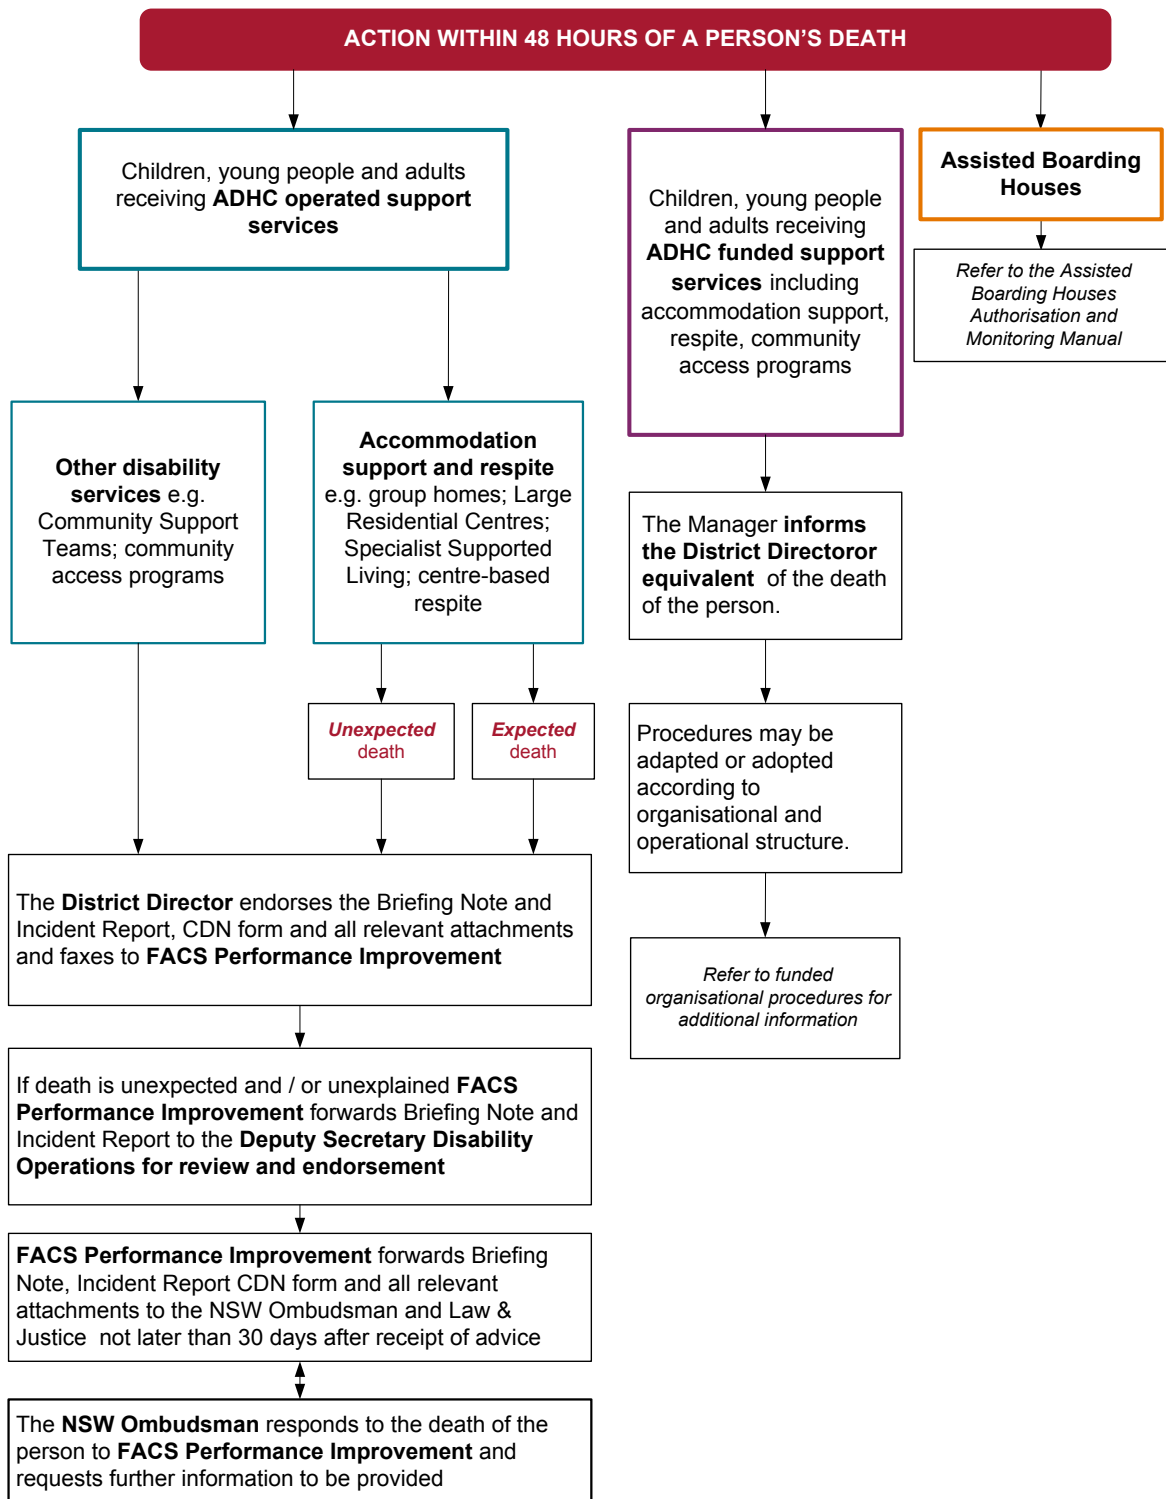 ACTION WITHIN 48 HOURS OF A PERSON'S DEATH
Children, young people and adults
receiving ADHC operated support
services
Children, young people
and adults receiving
ADHC funded support
services including
accommodation support,
respite, community
access programs
Assisted Boarding
Houses
Refer to the Assisted
Boarding Houses
Authorisation and
Monitoring Manual
Other disability
services e.g.
Community Support
Teams; community
access programs
Accommodation
support and respite
e.g. group homes; Large
Residential Centres;
Specialist Supported
Living; centre-based
respite
The Manager informs
the District Directoror
equivalent of the death
of the person.
Unexpected
death
Expected
death
Procedures may be
adapted or adopted
according to
organisational and
operational structure.
The District Director endorses the Briefing Note and
Incident Report, CDN form and all relevant attachments
and faxes to FACS Performance Improvement
Refer to funded
organisational procedures for
additional information
If death is unexpected and / or unexplained FACS
Performance Improvement forwards Briefing Note and
Incident Report to the Deputy Secretary Disability
Operations for review and endorsement
FACS Performance Improvement forwards Briefing
Note, Incident Report CDN form and all relevant
attachments to the NSW Ombudsman and Law &
Justice not later than 30 days after receipt of advice
The NSW Ombudsman responds to the death of the
person to FACS Performance Improvement and
requests further information to be provided